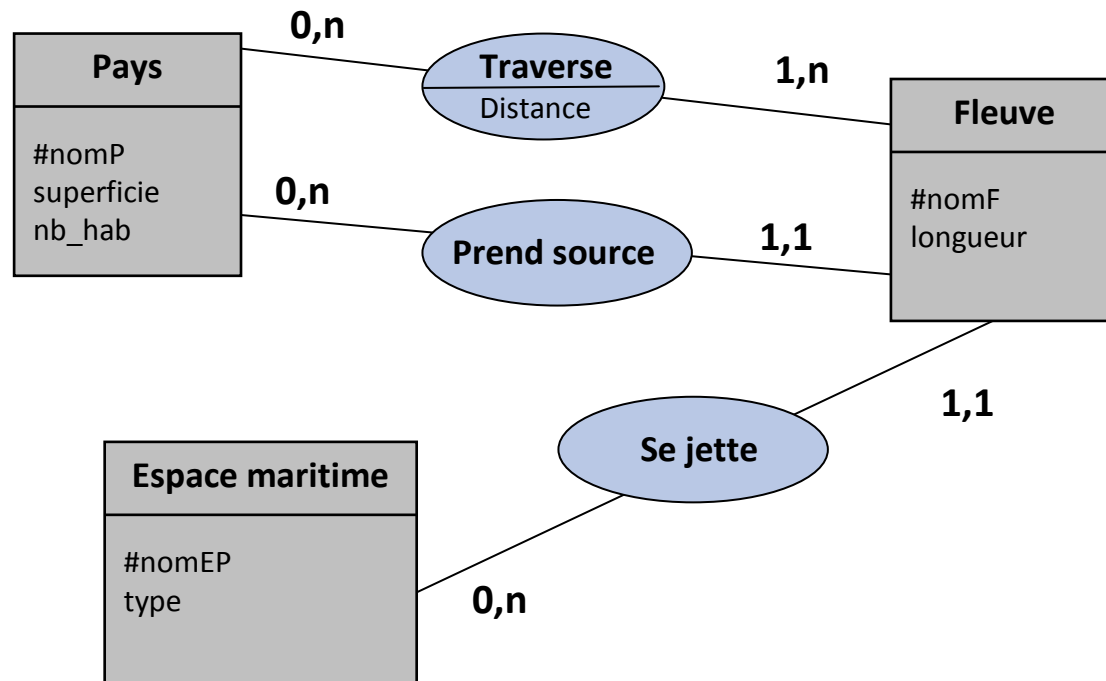 Pays
#nomP
superficie
nb_hab
0,n
Traverse
Distance
1,n
0,n
Prend source
1,1
Fleuve
#nomF
longueur
Se jette
1,1
Espace maritime
#nomEP
type
0,n